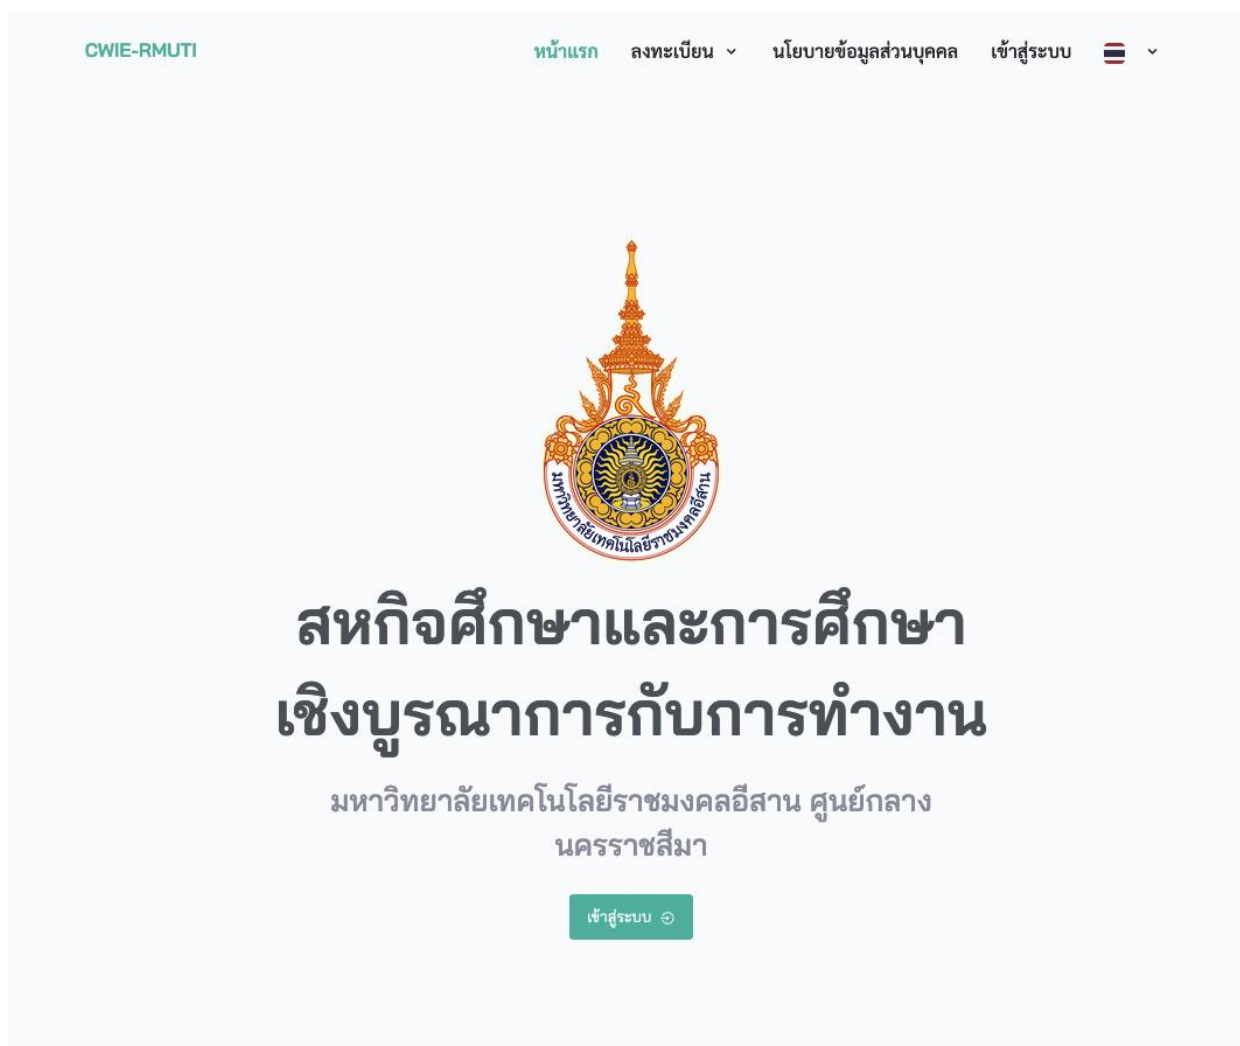 CWIE-RMUTI
หน้าแรก ลงทะเบียน นโยบายข้อมูลส่วนบุคคล เข้าสู่ระบบ
มหาวิทยาลัยเทคโนโลยีราชมงคลอีสาน
สหกิจศึกษาและการศึกษา
เชิงบูรณาการกับการทำงาน
มหาวิทยาลัยเทคโนโลยีราชมงคลอีสาน ศูนย์กลาง
นครราชสีมา
เข้าสู่ระบบ